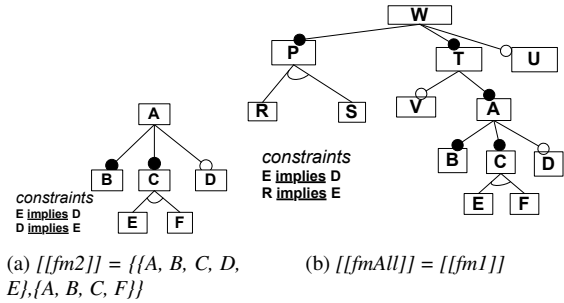 W
P
T
U
R
S
V
A
B
C
D
E
F
constraints
E implies D
R implies E
A
B
C
D
E
F
constraints
E implies D
D implies E
(a) [[fm2]] = {{A, B, C, D,
E},{A, B, C, F}}
(b) [[fmAll]] = [[fm1]]